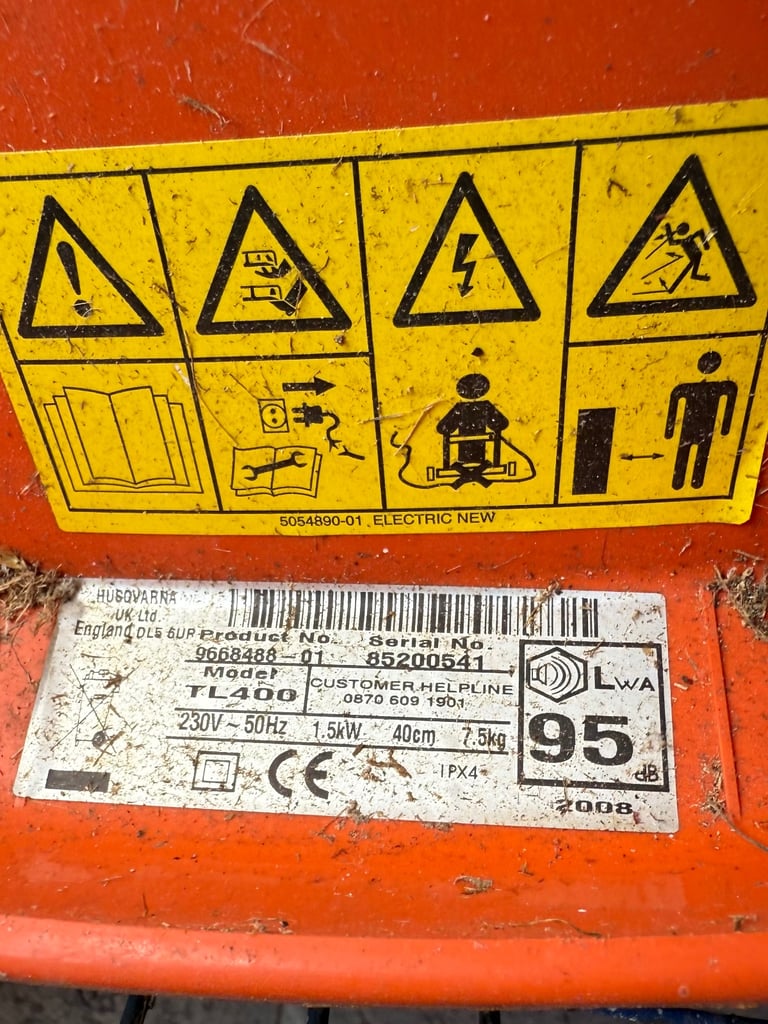 5054890-01 ELECTRIC NEW
HUSQVARNA
UK Ltd.
England DL5 6UP
Product No. Serial No.
9668488-01 85200541
Model
TL400
CUSTOMER HELPLINE
0870 609 1901
230V ~ 50Hz 1.5kW 40cm 7.5kg
CE
IPX4
LWA
95
dB
2008